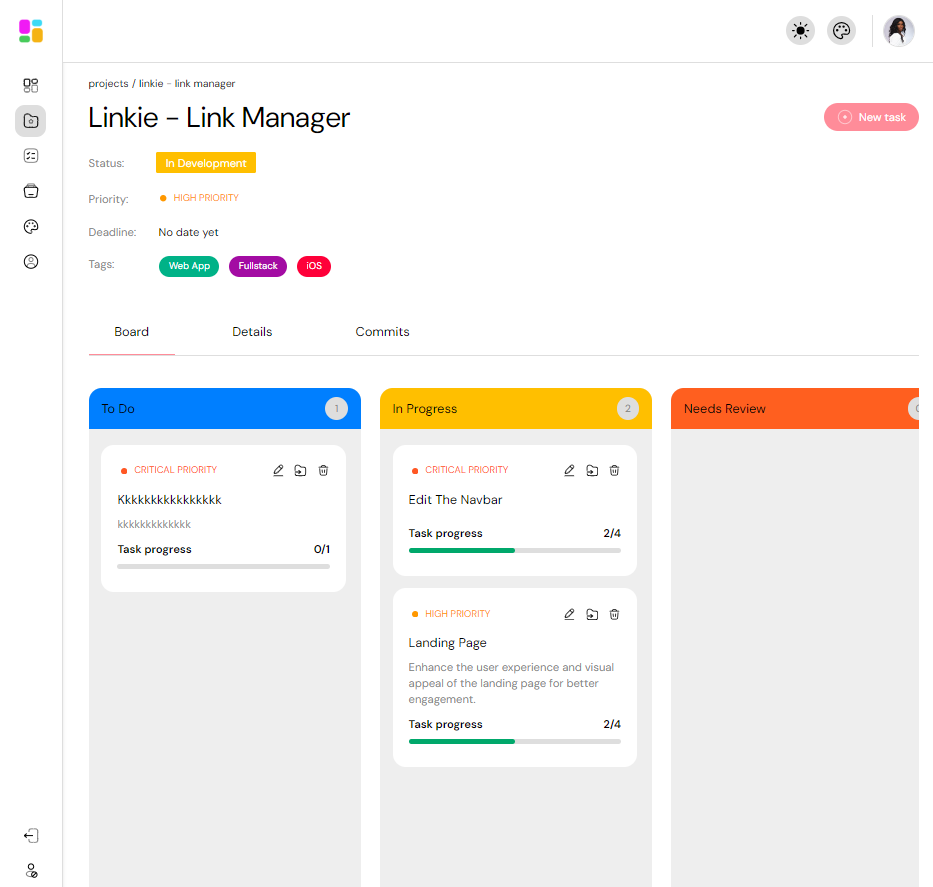 projects / linkie - link manager
Linkie - Link Manager
New task
Status: In Development
Priority: HIGH PRIORITY
Deadline: No date yet
Tags: Web App Fullstack iOS
Board Details Commits
To Do 1
CRITICAL PRIORITY
Kkkkkkkkkkkkkkkk
kkkkkkkkkkkkk
Task progress 0/1
In Progress 2
CRITICAL PRIORITY
Edit The Navbar
Task progress 2/4
HIGH PRIORITY
Landing Page
Enhance the user experience and visual
appeal of the landing page for better
engagement.
Task progress 2/4
Needs Review